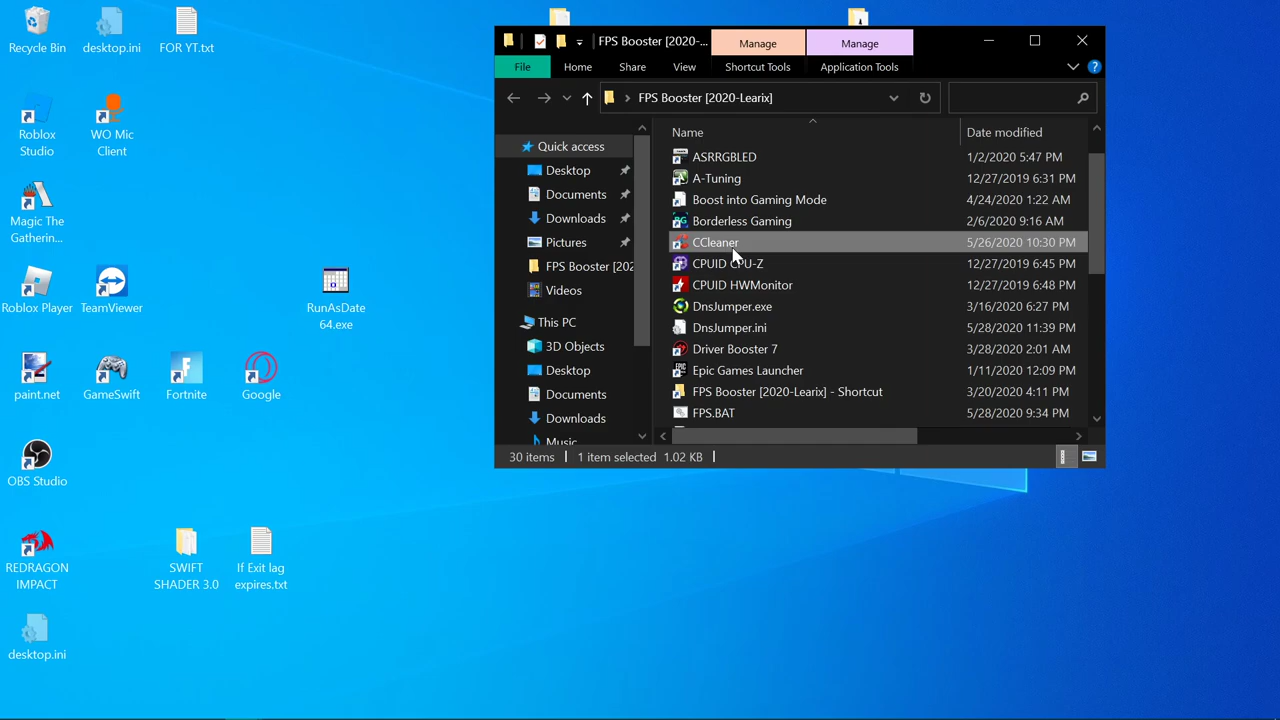 Recycle Bin
desktop.ini
FOR YT.txt
Roblox
Studio
WO Mic
Client
Magic The
Gatherin...
Roblox Player
TeamViewer
RunAsDate
64.exe
paint.net
GameSwift
Fortnite
Google
OBS Studio
REDRAGON
IMPACT
SWIFT
SHADER 3.0
If Exit lag
expires.txt
desktop.ini
FPS Booster [2020-...
Manage
Manage
File
Home
Share
View
Shortcut Tools
Application Tools
FPS Booster [2020-Learix]
Quick access
Desktop
Documents
Downloads
Pictures
FPS Booster [202
Videos
This PC
3D Objects
Desktop
Documents
Downloads
Music
Name
Date modified
ASRRGBLED 1/2/2020 5:47 PM
A-Tuning 12/27/2019 6:31 PM
Boost into Gaming Mode 4/24/2020 1:22 AM
Borderless Gaming 2/6/2020 9:16 AM
CCleaner 5/26/2020 10:30 PM
CPUID CPU-Z 12/27/2019 6:45 PM
CPUID HWMonitor 12/27/2019 6:48 PM
DnsJumper.exe 3/16/2020 6:27 PM
DnsJumper.ini 5/28/2020 11:39 PM
Driver Booster 7 3/28/2020 2:01 AM
Epic Games Launcher 1/11/2020 12:09 PM
FPS Booster [2020-Learix] - Shortcut 3/20/2020 4:11 PM
FPS.BAT 5/28/2020 9:34 PM
30 items 1 item selected 1.02 KB